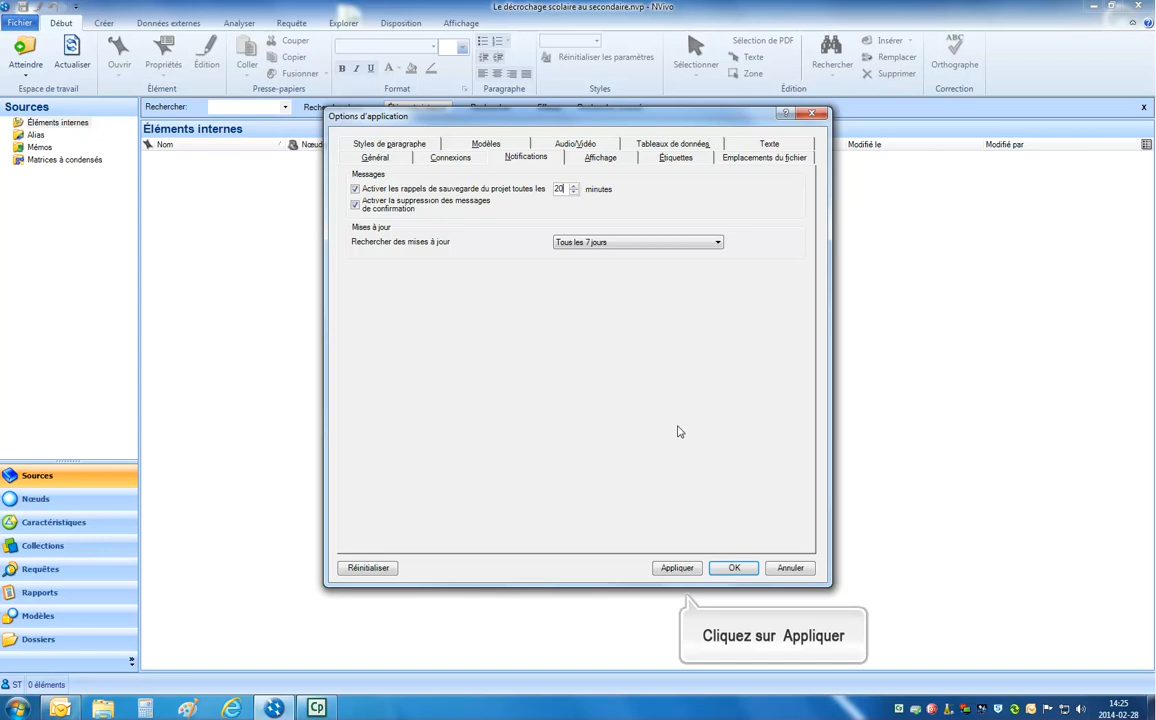 Le décrochage scolaire au secondaire.nvp - NVivo
Fichier Début Créer Données externes Analyser Requête Explorer Disposition Affichage
Atteindre Actualiser Ouvrir Propriétés Édition Coller
Couper
Copier
Fusionner
Réinitialiser les paramètres
Sélectionner
Sélection de PDF
Texte
Zone
Rechercher
Insérer
Remplacer
Supprimer
ABC
Orthographe
Espace de travail Élément Presse-papiers Format Paragraphe Styles Édition Correction
Sources
Rechercher:
Éléments internes
Alias
Mémos
Matrices à condensés
Éléments internes
Nom
Modifié le Modifié par
Options d'application
Styles de paragraphe Modèles Audio/Vidéo Tableaux de données Texte
Général Connexions Notifications Affichage Étiquettes Emplacements du fichier
Messages
Activer les rappels de sauvegarde du projet toutes les 20 minutes
Activer la suppression des messages
de confirmation
Mises à jour
Rechercher des mises à jour Tous les 7 jours
Réinitialiser Appliquer OK Annuler
Cliquez sur Appliquer
Sources
Nœuds
Caractéristiques
Collections
Requêtes
Rapports
Modèles
Dossiers
ST 0 éléments
Cp
14:25
2014-02-28